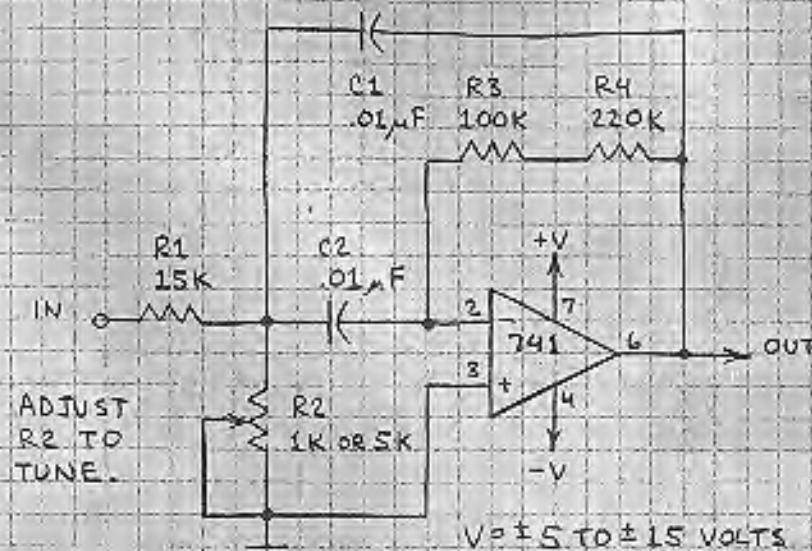 C1
.01µF
R3
100K
R4
220K
R1
15K
C2
.01µF
+V
IN
2
-
7
741
6
OUT
3
+
4
ADJUST
R2 TO
TUNE.
R2
1K OR 5K
-V
V = ± 5 TO ± 15 VOLTS